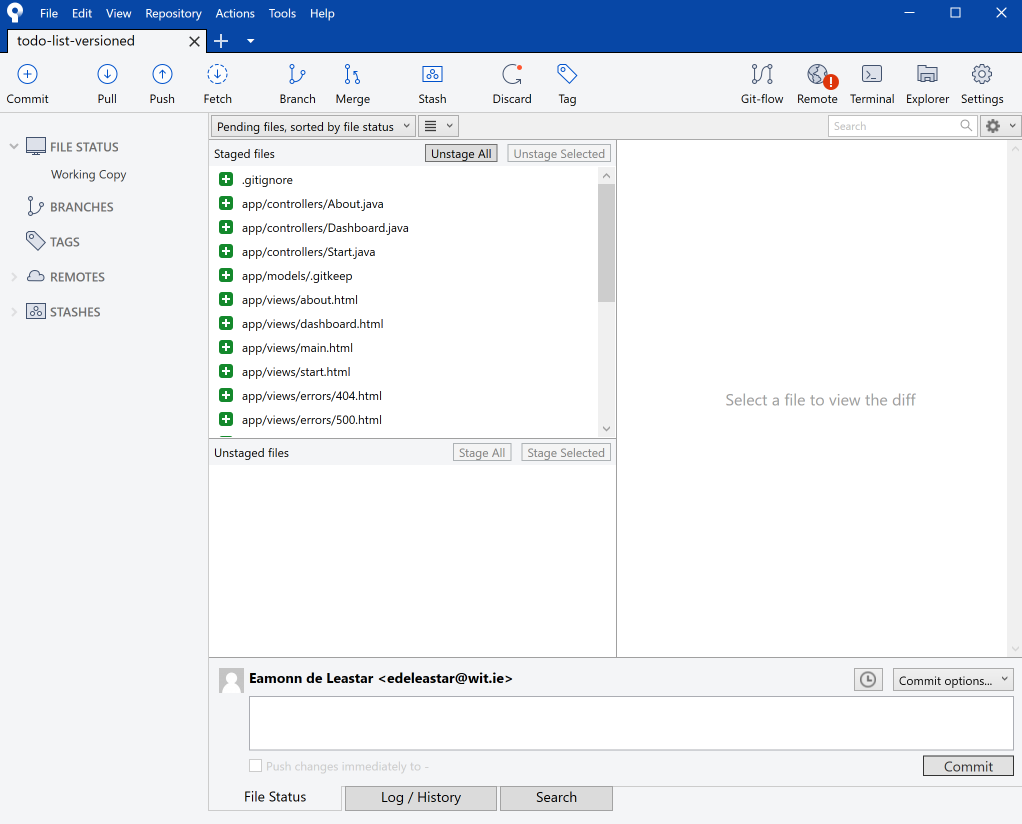 File Edit View Repository Actions Tools Help
todo-list-versioned
Commit Pull Push Fetch Branch Merge Stash Discard Tag Git-flow Remote Terminal Explorer Settings
Pending files, sorted by file status
Search
FILE STATUS
Working Copy
BRANCHES
TAGS
REMOTES
STASHES
Staged files Unstage All Unstage Selected
.gitignore
app/controllers/About.java
app/controllers/Dashboard.java
app/controllers/Start.java
app/models/.gitkeep
app/views/about.html
app/views/dashboard.html
app/views/main.html
app/views/start.html
app/views/errors/404.html
app/views/errors/500.html
Unstaged files Stage All Stage Selected
Select a file to view the diff
Eamonn de Leastar <edeleastar@wit.ie>
Commit options...
Push changes immediately to -
Commit
File Status Log / History Search